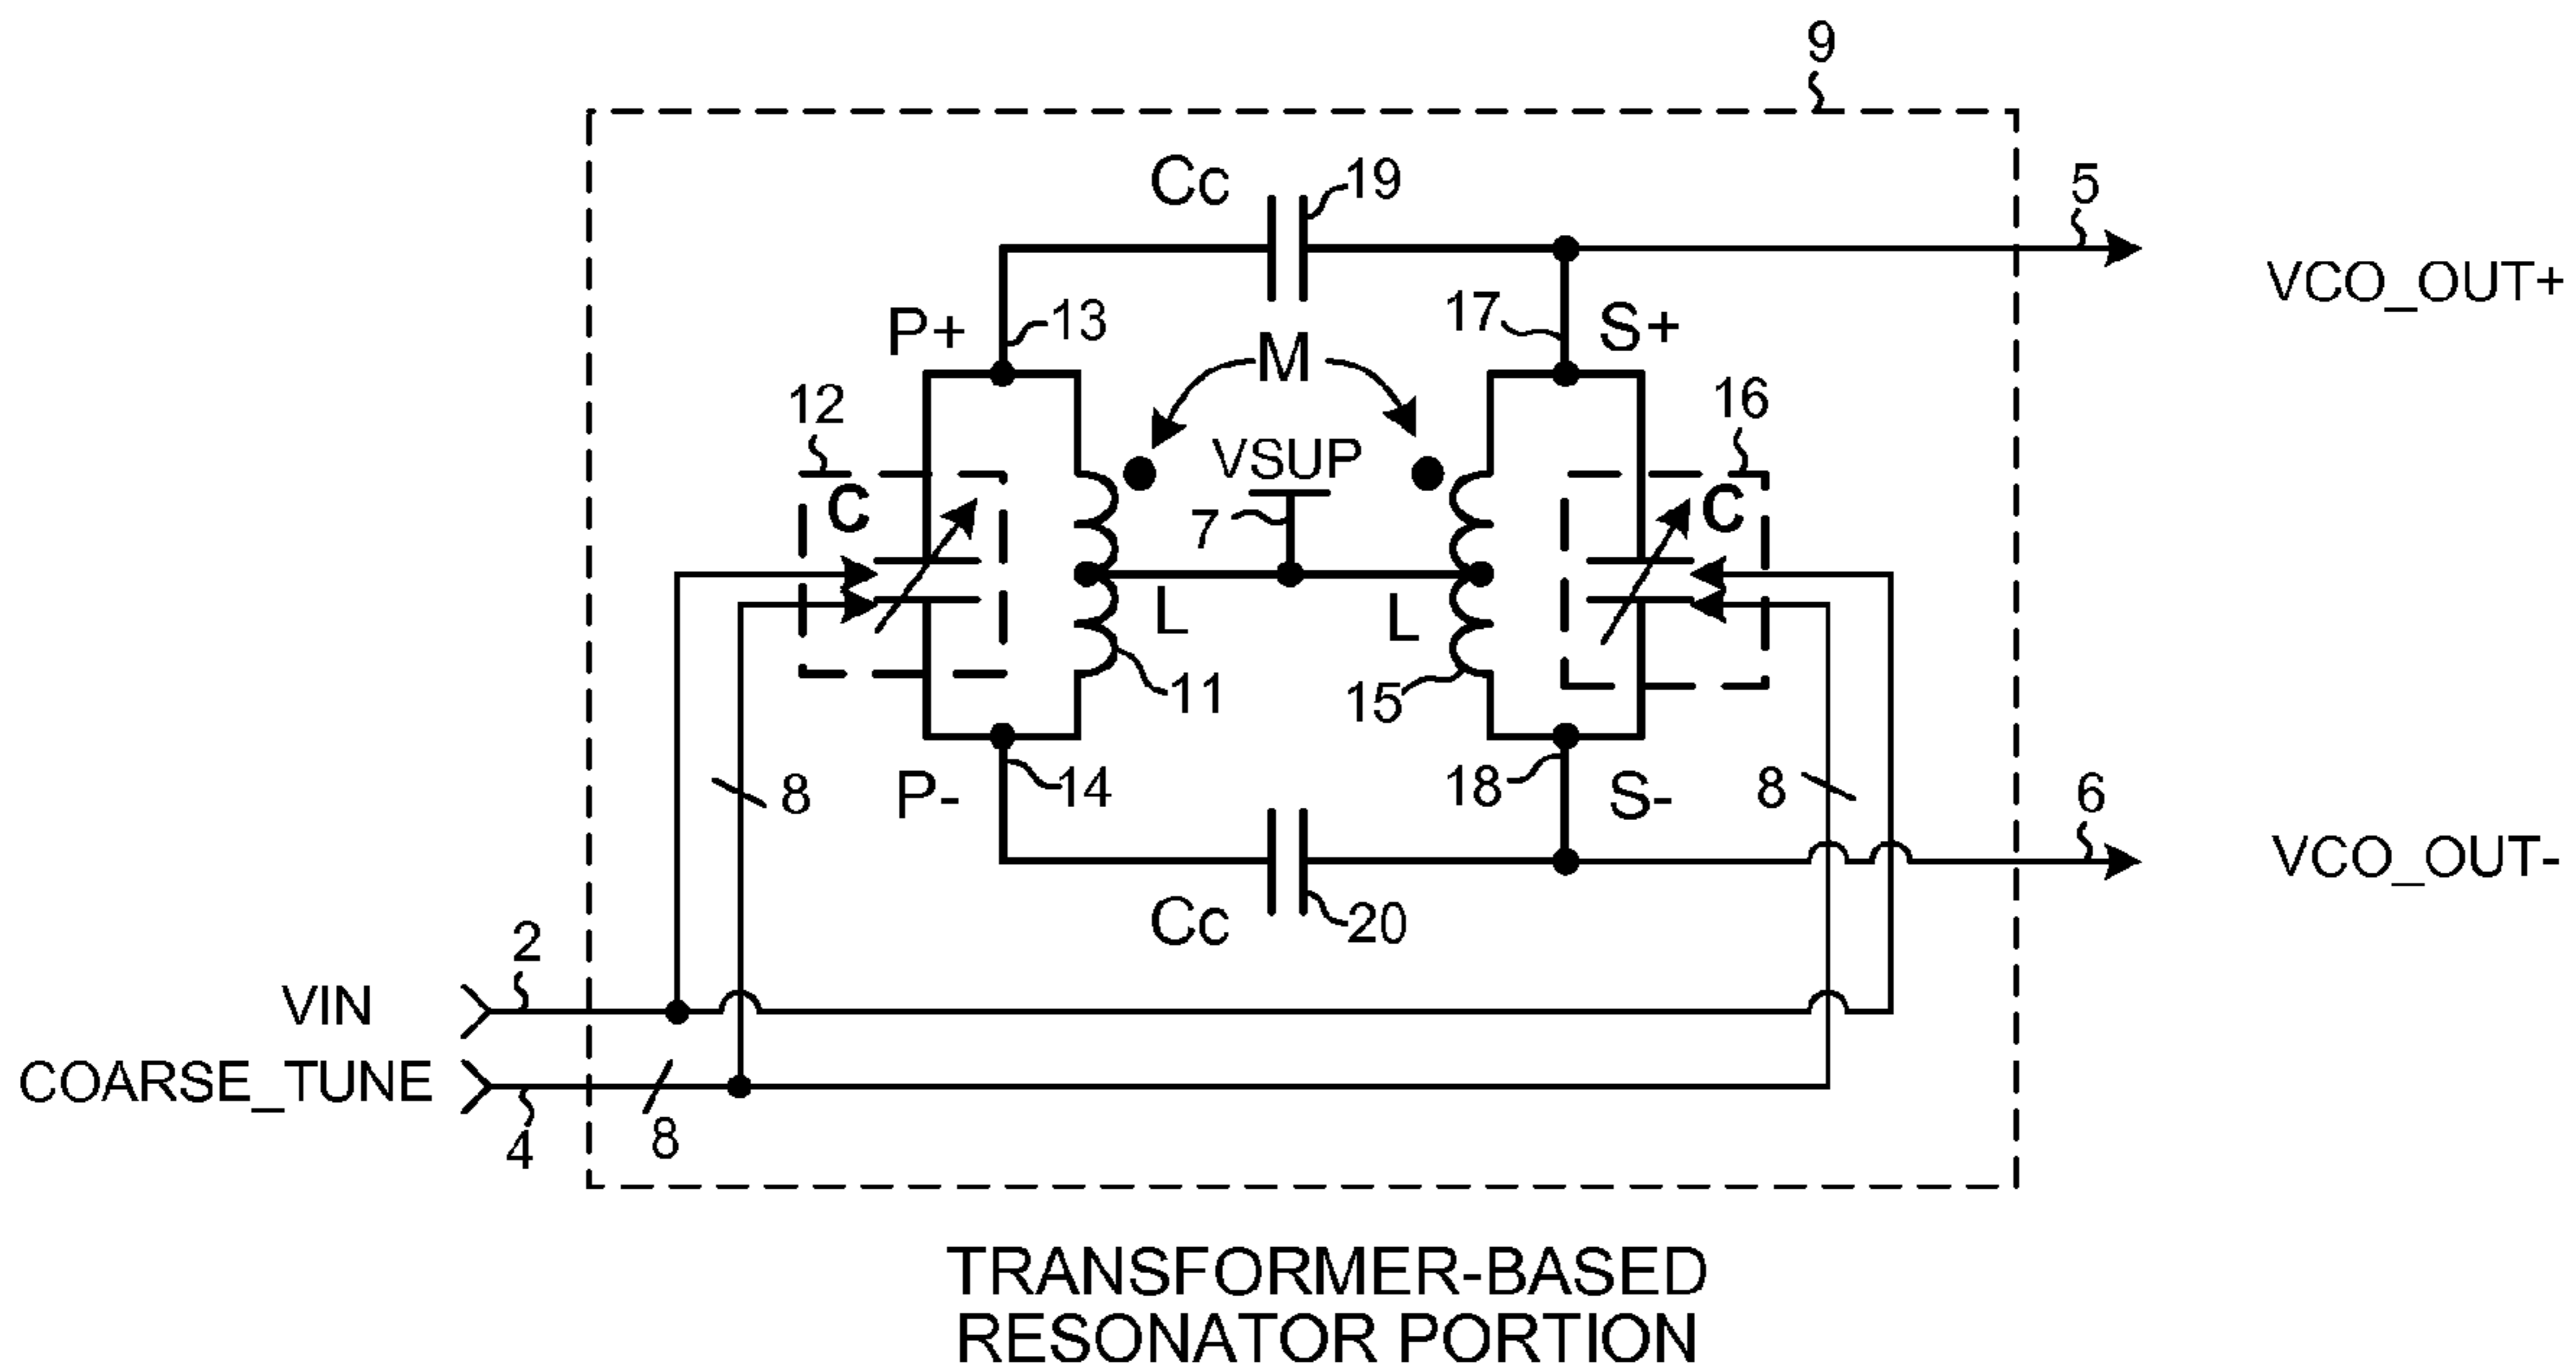 9
Cc
19
5
VCO_OUT+
P+
13
17
S+
M
12
16
C
VSUP
C
7
L
L
11
15
8
P-
14
18
S-
8
6
VCO_OUT-
Cc
20
2
VIN
COARSE_TUNE
4
8
TRANSFORMER-BASED
RESONATOR PORTION